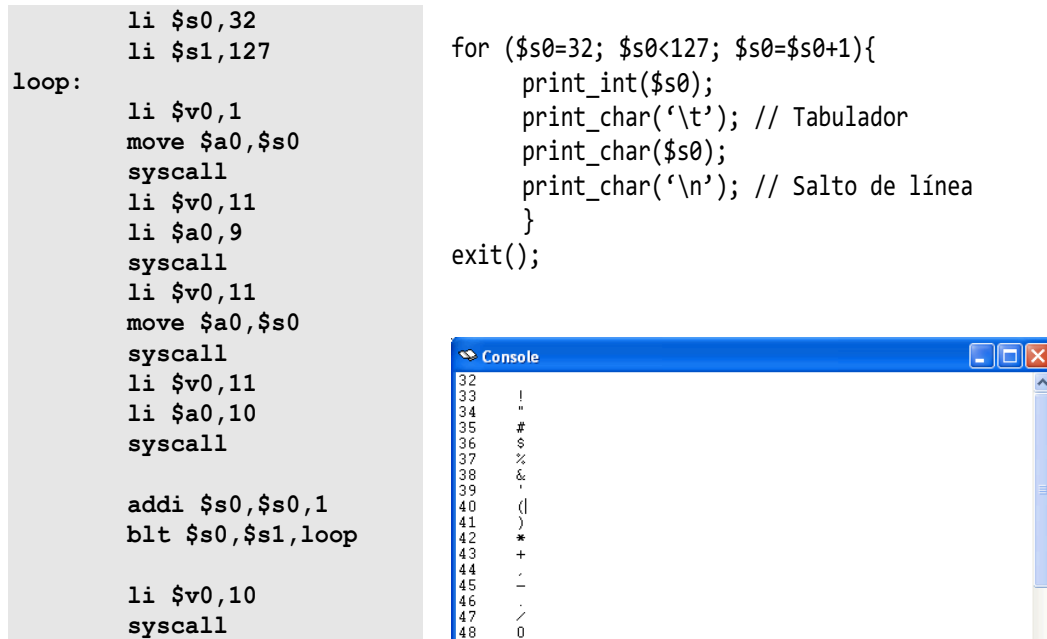 li $s0,32
li $s1,127
loop:
li $v0,1
move $a0,$s0
syscall
li $v0,11
li $a0,9
syscall
li $v0,11
move $a0,$s0
syscall
li $v0,11
li $a0,10
syscall
addi $s0,$s0,1
blt $s0,$s1,loop
li $v0,10
syscall
for ($s0=32; $s0<127; $s0=$s0+1){
print_int($s0);
print_char(‘\t’); // Tabulador
print_char($s0);
print_char(‘\n’); // Salto de línea
}
exit();
Console
32
33 !
34 "
35 #
36 $
37 %
38 &
39 '
40 (
41 )
42 *
43 +
44 ,
45 –
46 .
47 /
48 0